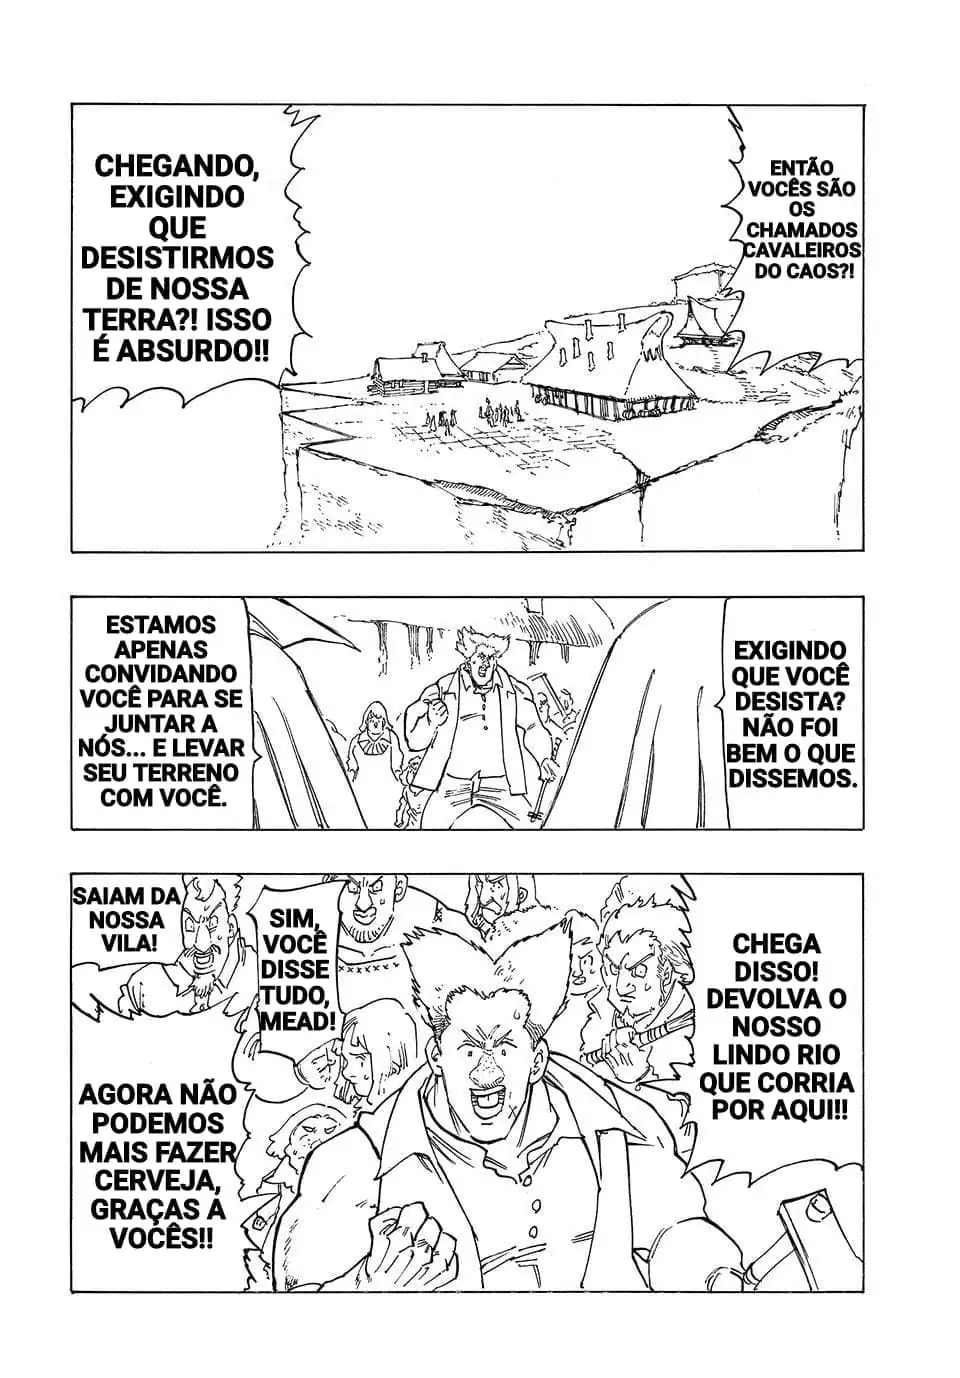 ENTÃO
VOCÊS SÃO
OS
CHAMADOS
CAVALEIROS
DO CAOS?!
CHEGANDO,
EXIGINDO
QUE
DESISTIRMOS
DE NOSSA
TERRA?! ISSO
É ABSURDO!!
EXIGINDO
QUE VOCÊ
DESISTA?
NÃO FOI
BEM O QUE
DISSEMOS.
ESTAMOS
APENAS
CONVIDANDO
VOCÊ PARA SE
JUNTAR A
NÓS... E LEVAR
SEU TERRENO
COM VOCÊ.
CHEGA
DISSO!
DEVOLVA O
NOSSO
LINDO RIO
QUE CORRIA
POR AQUI!!
SIM,
VOCÊ
DISSE
TUDO,
MEAD!
SAIAM DA
NOSSA
VILA!
AGORA NÃO
PODEMOS
MAIS FAZER
CERVEJA,
GRAÇAS A
VOCÊS!!